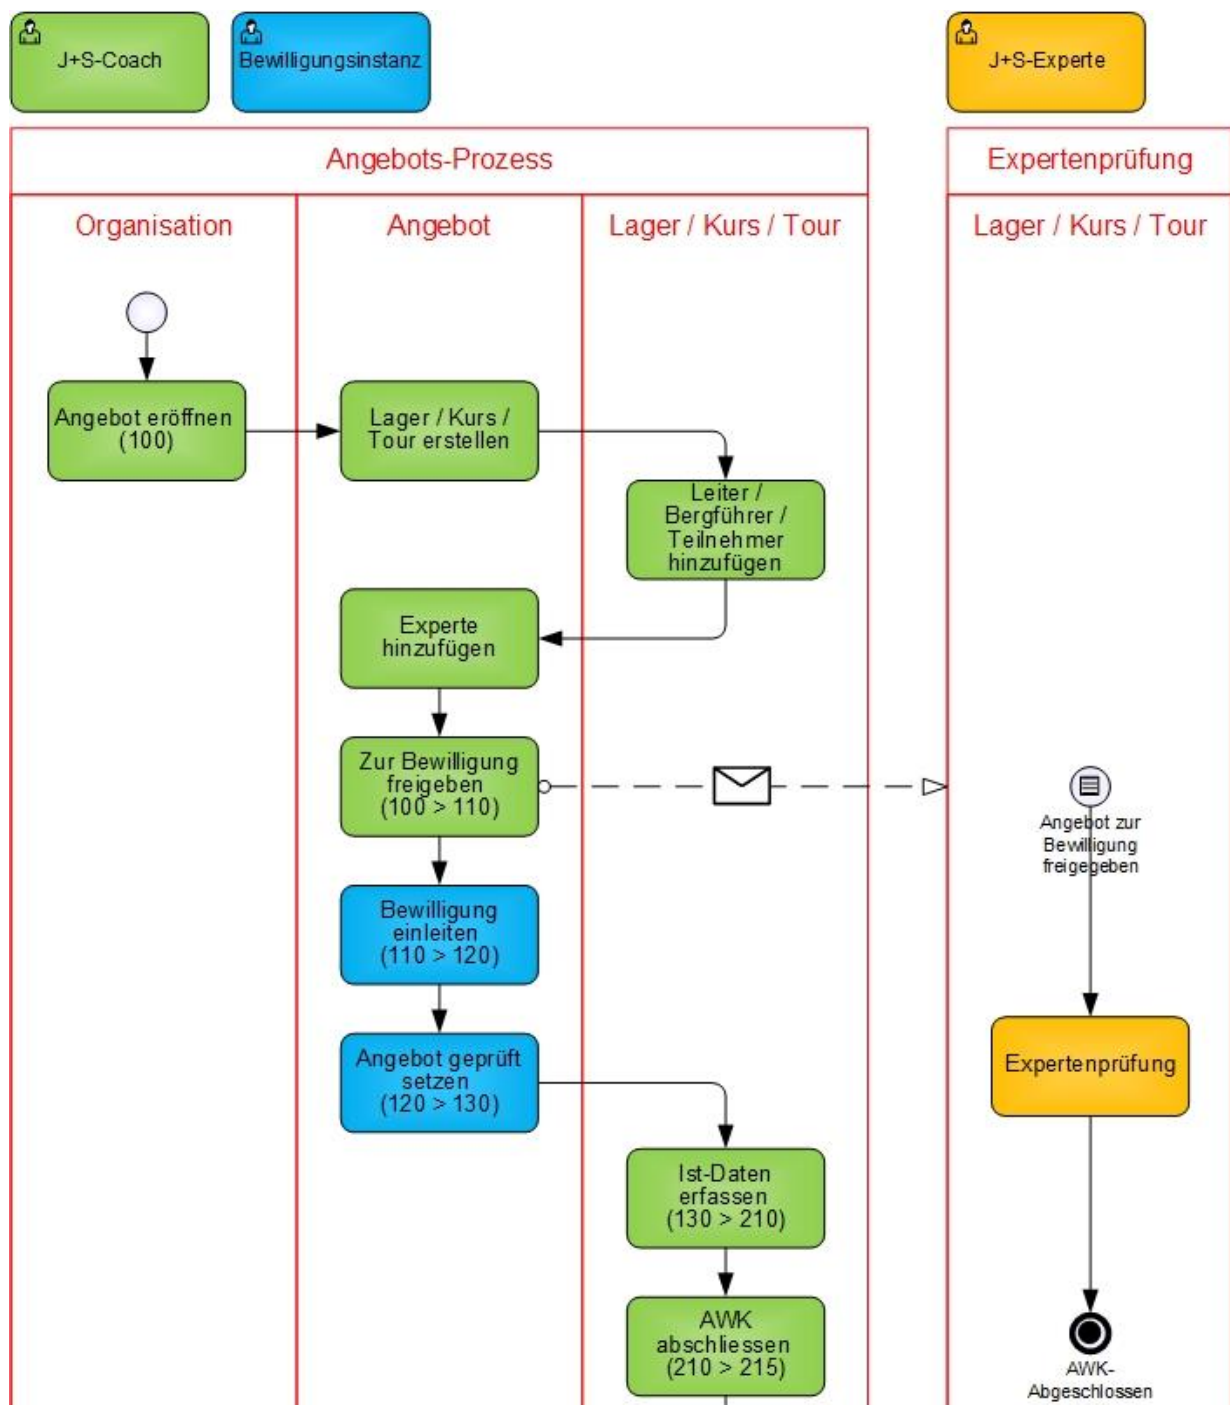 J+S-Coach
Bewilligungsinstanz
J+S-Experte
Angebots-Prozess
Expertenprüfung
Organisation
Angebot
Lager / Kurs / Tour
Lager / Kurs / Tour
Angebot eröffnen
(100)
Lager / Kurs /
Tour erstellen
Leiter /
Bergführer /
Teilnehmer
hinzufügen
Experte
hinzufügen
Zur Bewilligung
freigeben
(100 > 110)
Angebot zur
Bewilligung
freigegeben
Bewilligung
einleiten
(110 > 120)
Angebot geprüft
setzen
(120 > 130)
Expertenprüfung
Ist-Daten
erfassen
(130 > 210)
AWK
abschliessen
(210 > 215)
AWK-
Abgeschlossen